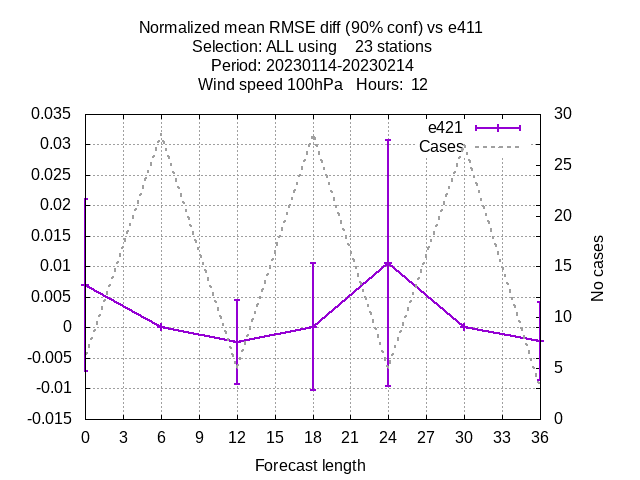 Normalized mean RMSE diff (90% conf) vs e411
Selection: ALL using    23 stations
Period: 20230114-20230214
Wind speed 100hPa   Hours:  12
0.035
0.03
0.025
0.02
0.015
0.01
0.005
0
-0.005
-0.01
-0.015
e421
Cases
30
25
20
15
10
5
0
No cases
0 3 6 9 12 15 18 21 24 27 30 33 36
Forecast length